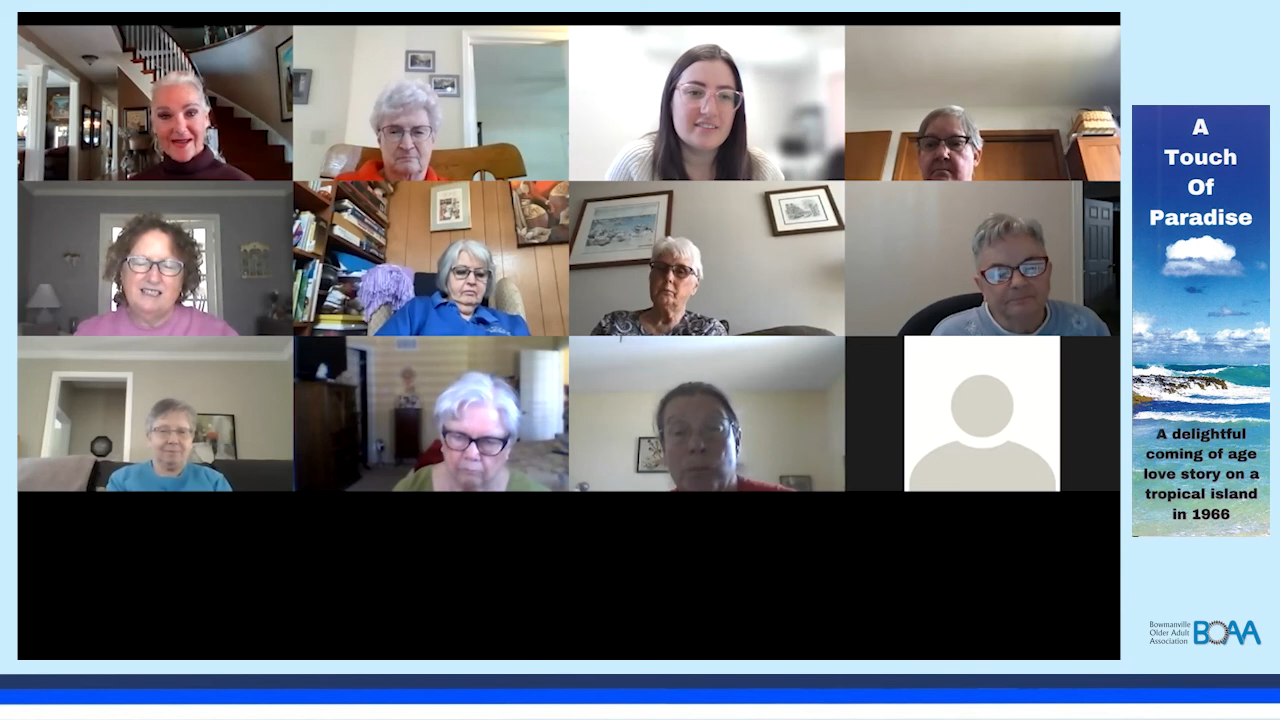 A
Touch
Of
Paradise
A delightful
coming of age
love story on a
tropical island
in 1966
Bowmanville
Older Adult
Association
BOAA